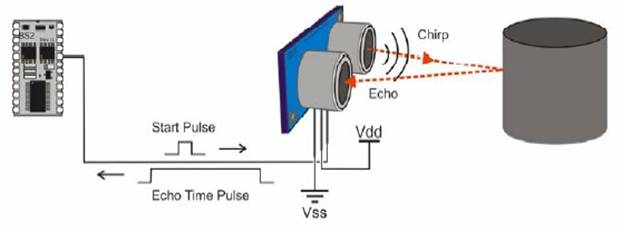 BS2
Chirp
Echo
Start Pulse
Vdd
Echo Time Pulse
Vss